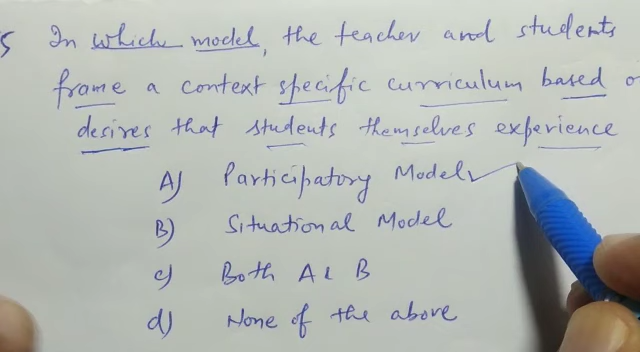 5 In which model, the teacher and students
frame a context specific curriculum based o
desires that students themselves experience
A) Participatory Model
B) Situational Model
c) Both A & B
d) None of the above